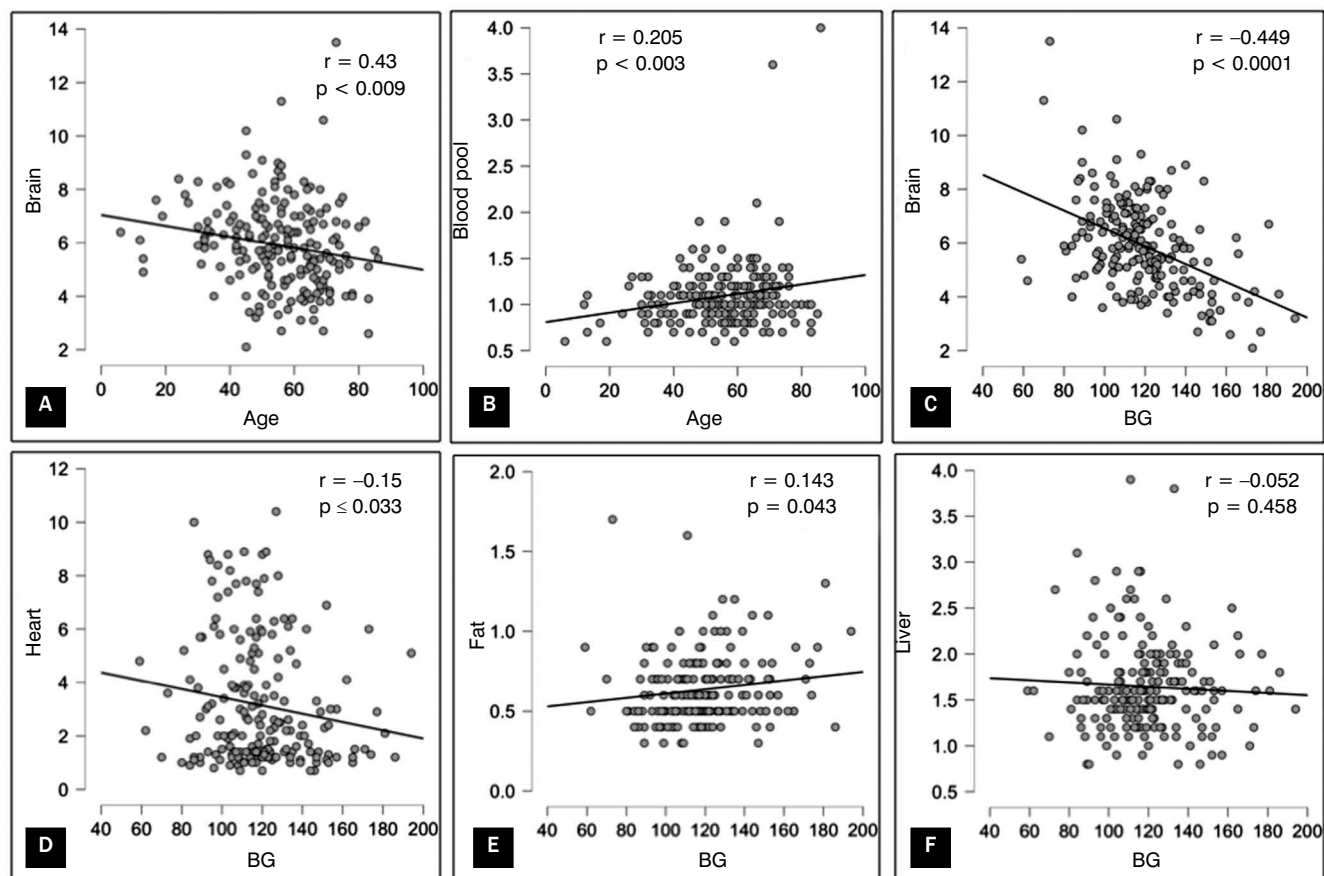 14
12
10
8
6
4
2
Brain
r = 0.43
p < 0.009
0 20 40 60 80 100
Age
A
4.0
3.5
3.0
2.5
2.0
1.5
1.0
0.5
Blood pool
r = 0.205
p < 0.003
0 20 40 60 80 100
Age
B
14
12
10
8
6
4
2
Brain
r = –0.449
p < 0.0001
40 60 80 100 120 140 160 180 200
BG
C
12
10
8
6
4
2
0
Heart
r = –0.15
p ≤ 0.033
40 60 80 100 120 140 160 180 200
BG
D
2.0
1.5
1.0
0.5
0.0
Fat
r = 0.143
p = 0.043
40 60 80 100 120 140 160 180 200
BG
E
4.0
3.5
3.0
2.5
2.0
1.5
1.0
0.5
Liver
r = –0.052
p = 0.458
40 60 80 100 120 140 160 180 200
BG
F